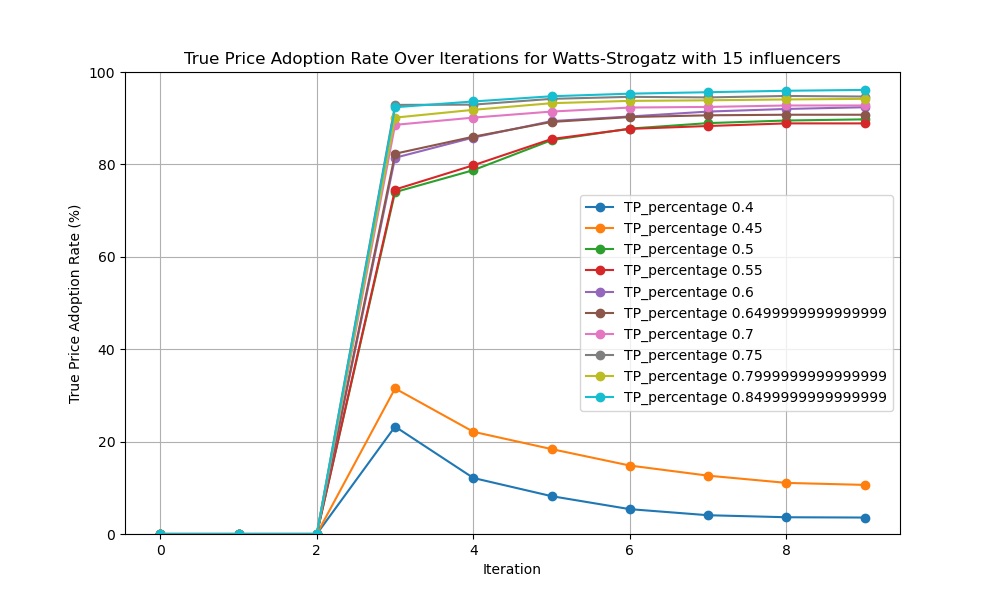 True Price Adoption Rate Over Iterations for Watts-Strogatz with 15 influencers
True Price Adoption Rate (%)
100
80
60
40
20
0
0 2 4 6 8
Iteration
TP_percentage 0.4
TP_percentage 0.45
TP_percentage 0.5
TP_percentage 0.55
TP_percentage 0.6
TP_percentage 0.6499999999999999
TP_percentage 0.7
TP_percentage 0.75
TP_percentage 0.7999999999999999
TP_percentage 0.8499999999999999